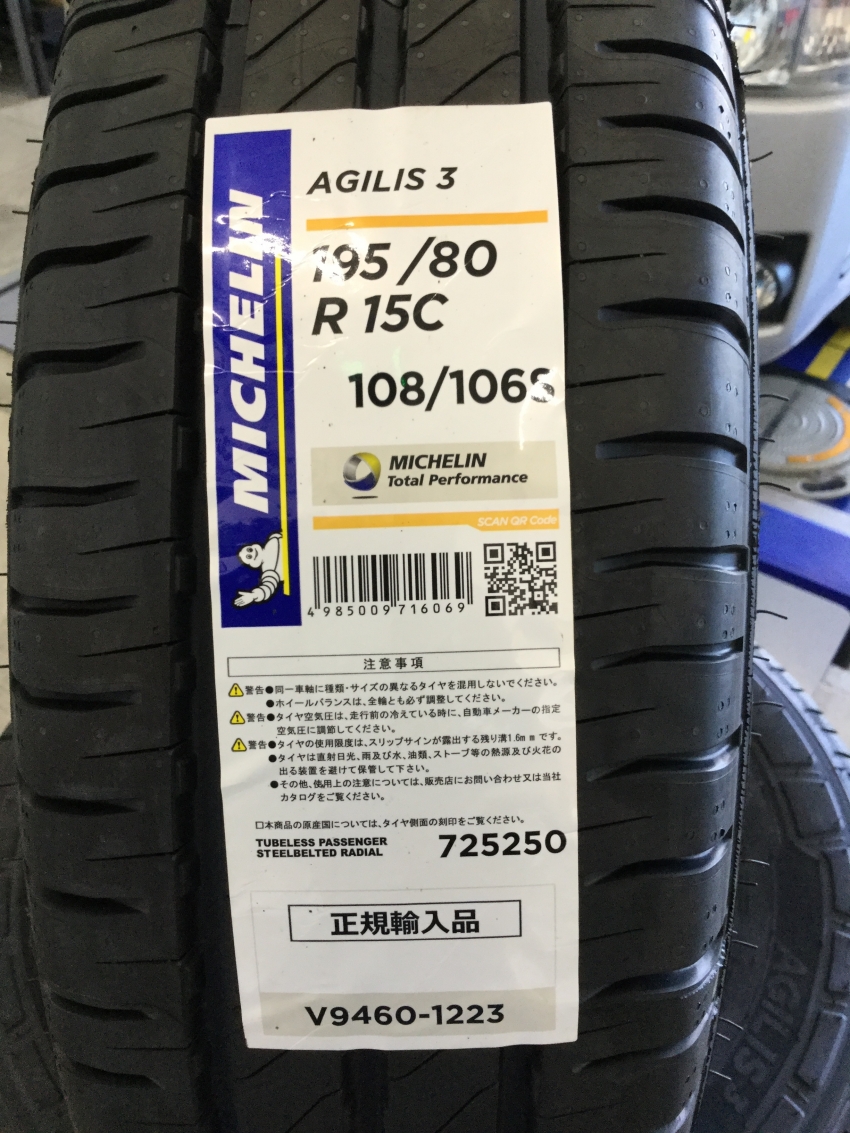 MICHELIN
AGILIS 3
195/80
R 15C
108/106S
MICHELIN
Total Performance
SCAN QR Code
4 985009 716069
注意事項
警告●同一車軸に種類・サイズの異なるタイヤを混用しないでください。
●ホイールバランスは、全輪とも必ず調整してください。
警告●タイヤ空気圧は、走行前の冷えている時に、自動車メーカーの指定
空気圧に調節してください。
警告●タイヤの使用限度は、スリップサインが露出する残り溝1.6mmです。
●タイヤは直射日光、雨及び水、油類、ストーブ等の熱源及び火花の
出る装置を避けて保管して下さい。
●その他、使用上の注意については、販売店にお問い合わせ又は当社
カタログをご覧ください。
□本商品の原産国については、タイヤ側面の刻印をご覧ください。
TUBELESS PASSENGER
STEELBELTED RADIAL
725250
正規輸入品
V9460-1223
AGILIS 3